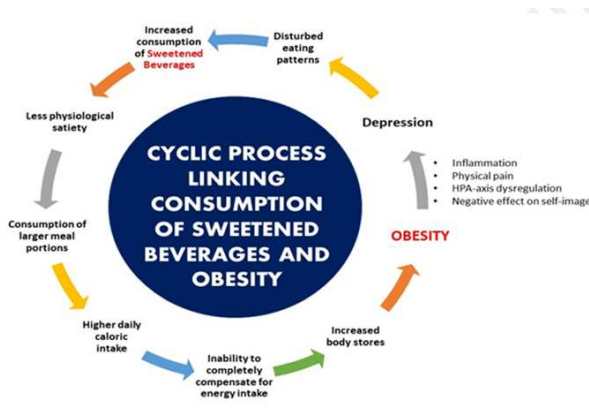 Increased
consumption
of Sweetened
Beverages
Disturbed
eating
patterns
Depression
• Inflammation
• Physical pain
• HPA-axis dysregulation
• Negative effect on self-image
OBESITY
Increased
body stores
Inability to
completely
compensate for
energy intake
Higher daily
caloric
intake
Consumption of
larger meal
portions
Less physiological
satiety
CYCLIC PROCESS
LINKING
CONSUMPTION
OF SWEETENED
BEVERAGES AND
OBESITY